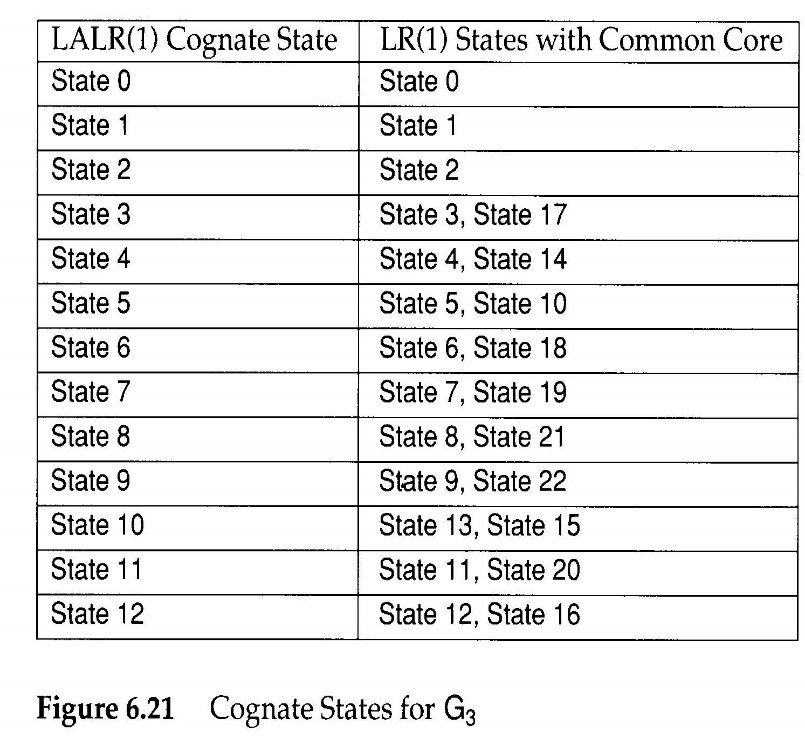 LALR(1) Cognate State LR(1) States with Common Core
State 0 State 0
State 1 State 1
State 2 State 2
State 3 State 3, State 17
State 4 State 4, State 14
State 5 State 5, State 10
State 6 State 6, State 18
State 7 State 7, State 19
State 8 State 8, State 21
State 9 State 9, State 22
State 10 State 13, State 15
State 11 State 11, State 20
State 12 State 12, State 16
Figure 6.21 Cognate States for G₃